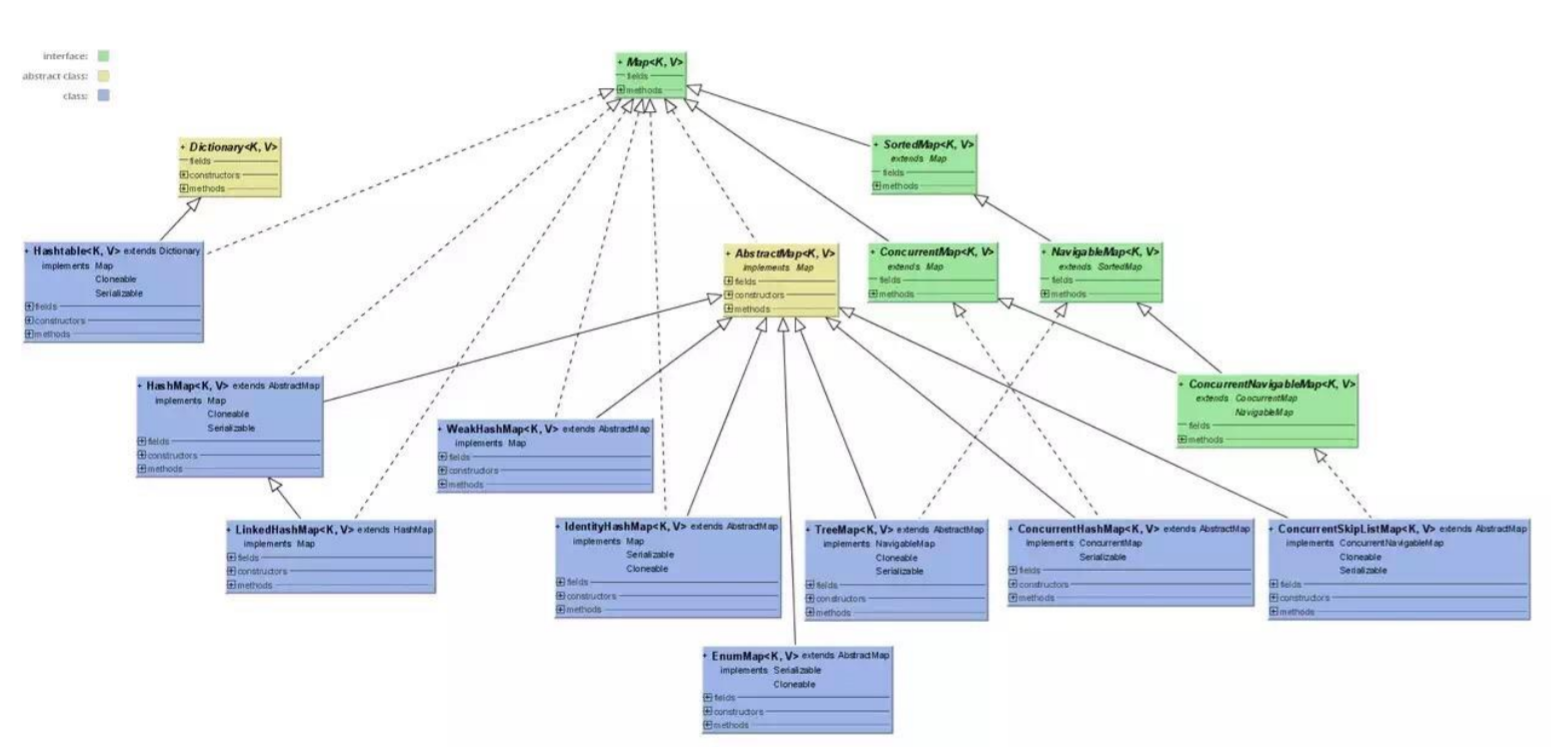 interface:
abstract class:
class:
Map<K, V>
fields
methods
Dictionary<K, V>
fields
constructors
methods
SortedMap<K, V>
extends Map
fields
methods
Hashtable<K, V> extends Dictionary
implements Map
Cloneable
Serializable
fields
constructors
methods
AbstractMap<K, V>
implements Map
fields
constructors
methods
ConcurrentMap<K, V>
extends Map
fields
methods
NavigableMap<K, V>
extends SortedMap
fields
methods
HashMap<K, V> extends AbstractMap
implements Map
Cloneable
Serializable
fields
constructors
methods
WeakHashMap<K, V> extends AbstractMap
implements Map
fields
constructors
methods
ConcurrentNavigableMap<K, V>
extends ConcurrentMap
NavigableMap
fields
methods
LinkedHashMap<K, V> extends HashMap
implements Map
fields
constructors
methods
IdentityHashMap<K, V> extends AbstractMap
implements Map
Serializable
Cloneable
fields
constructors
methods
TreeMap<K, V> extends AbstractMap
implements NavigableMap
Cloneable
Serializable
fields
constructors
methods
ConcurrentHashMap<K, V> extends AbstractMap
implements ConcurrentMap
Serializable
fields
constructors
methods
ConcurrentSkipListMap<K, V> extends AbstractMap
implements ConcurrentNavigableMap
Cloneable
Serializable
fields
constructors
methods
EnumMap<K, V> extends AbstractMap
implements Serializable
Cloneable
fields
constructors
methods